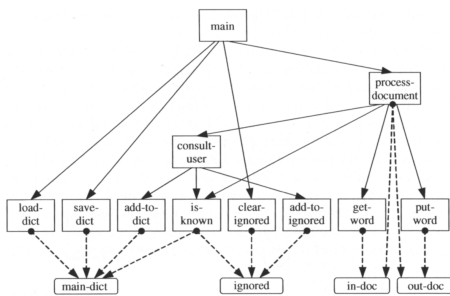 main
process-
document
consult-
user
load-
dict
save-
dict
add-to-
dict
is-
known
clear-
ignored
add-to-
ignored
get-
word
put-
word
main-dict
ignored
in-doc
out-doc